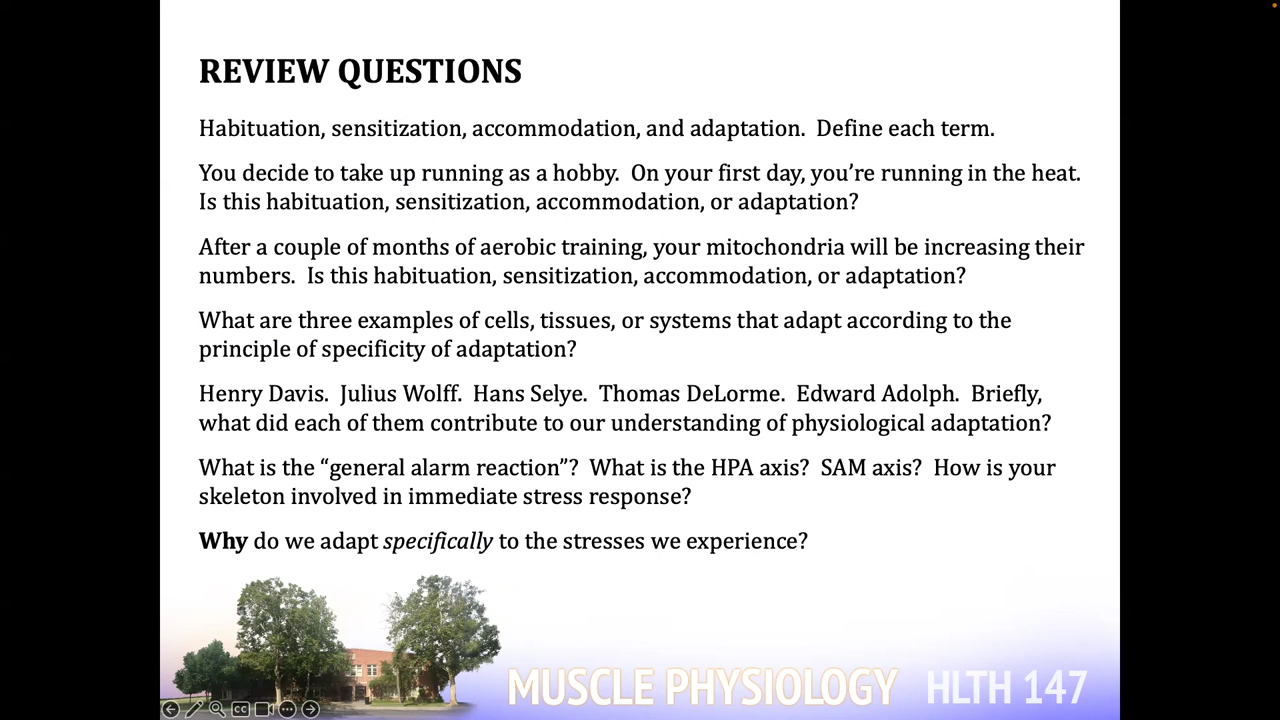 REVIEW QUESTIONS
Habituation, sensitization, accommodation, and adaptation.  Define each term.
You decide to take up running as a hobby.  On your first day, you’re running in the heat.
Is this habituation, sensitization, accommodation, or adaptation?
After a couple of months of aerobic training, your mitochondria will be increasing their
numbers.  Is this habituation, sensitization, accommodation, or adaptation?
What are three examples of cells, tissues, or systems that adapt according to the
principle of specificity of adaptation?
Henry Davis.  Julius Wolff.  Hans Selye.  Thomas DeLorme.  Edward Adolph.  Briefly,
what did each of them contribute to our understanding of physiological adaptation?
What is the “general alarm reaction”?  What is the HPA axis?  SAM axis?  How is your
skeleton involved in immediate stress response?
Why do we adapt specifically to the stresses we experience?
MUSCLE PHYSIOLOGY HLTH 147
CC